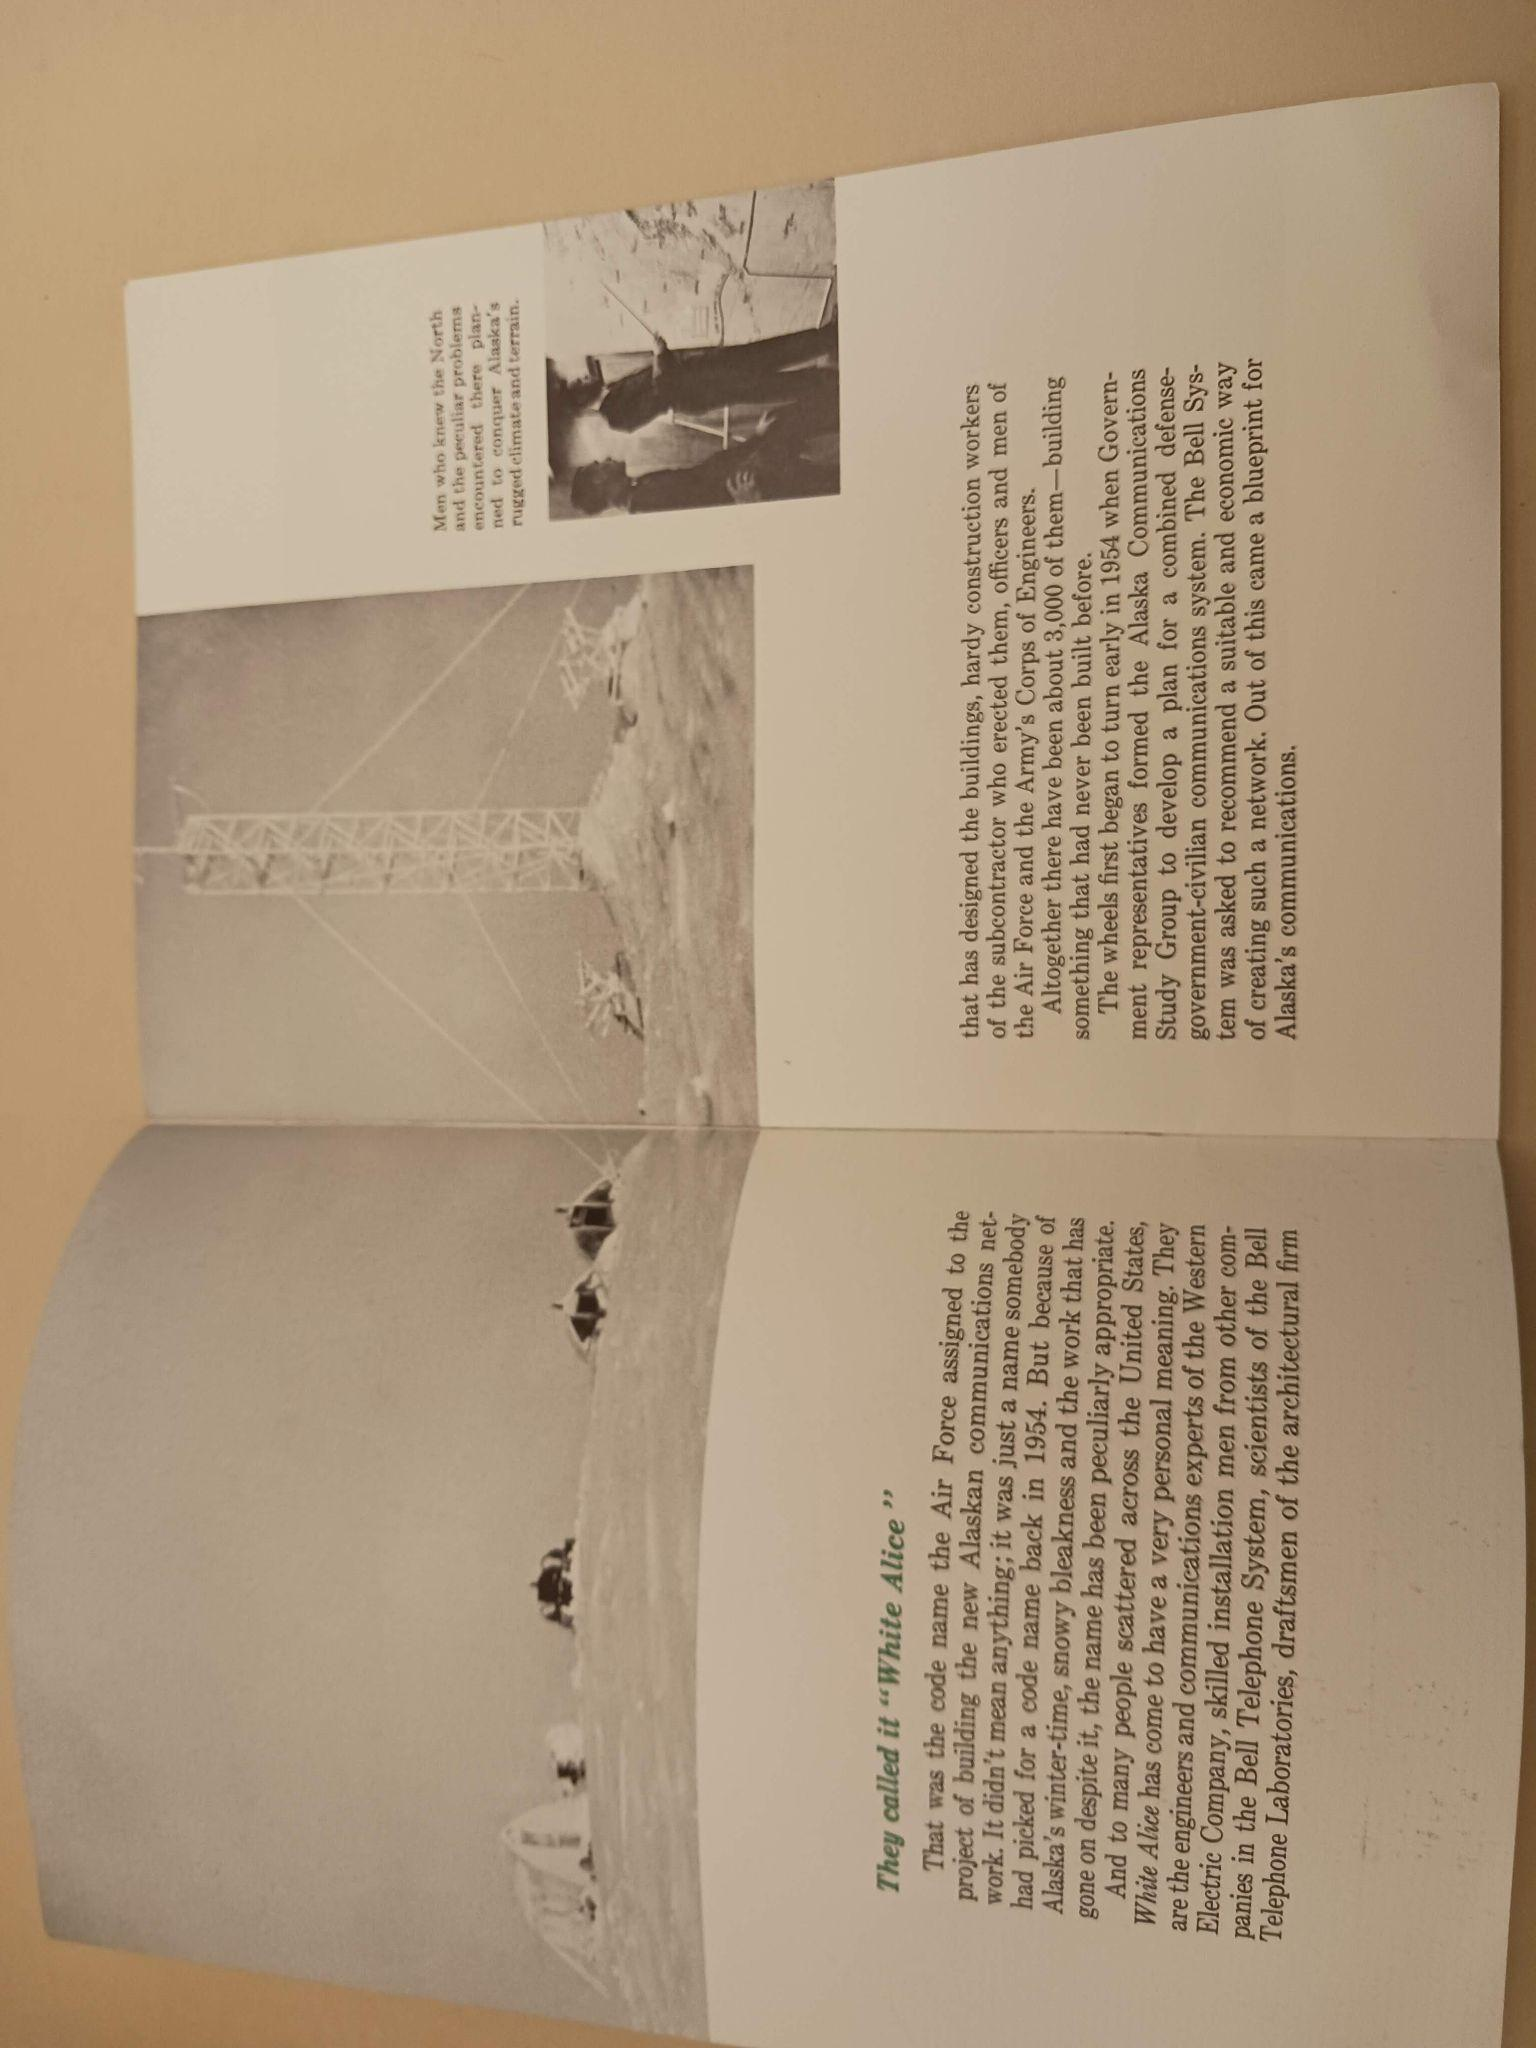 They called it “White Alice”
That was the code name the Air Force assigned to the
project of building the new Alaskan communications net-
work. It didn't mean anything; it was just a name somebody
had picked for a code name back in 1954. But because of
Alaska's winter-time, snowy bleakness and the work that has
gone on despite it, the name has been peculiarly appropriate.
And to many people scattered across the United States,
White Alice has come to have a very personal meaning. They
are the engineers and communications experts of the Western
Electric Company, skilled installation men from other com-
panies in the Bell Telephone System, scientists of the Bell
Telephone Laboratories, draftsmen of the architectural firm
Men who knew the North
and the peculiar problems
encountered there plan-
ned to conquer Alaska's
rugged climate and terrain.
that has designed the buildings, hardy construction workers
of the subcontractor who erected them, officers and men of
the Air Force and the Army's Corps of Engineers.
Altogether there have been about 3,000 of them—building
something that had never been built before.
The wheels first began to turn early in 1954 when Govern-
ment representatives formed the Alaska Communications
Study Group to develop a plan for a combined defense-
government-civilian communications system. The Bell Sys-
tem was asked to recommend a suitable and economic way
of creating such a network. Out of this came a blueprint for
Alaska's communications.